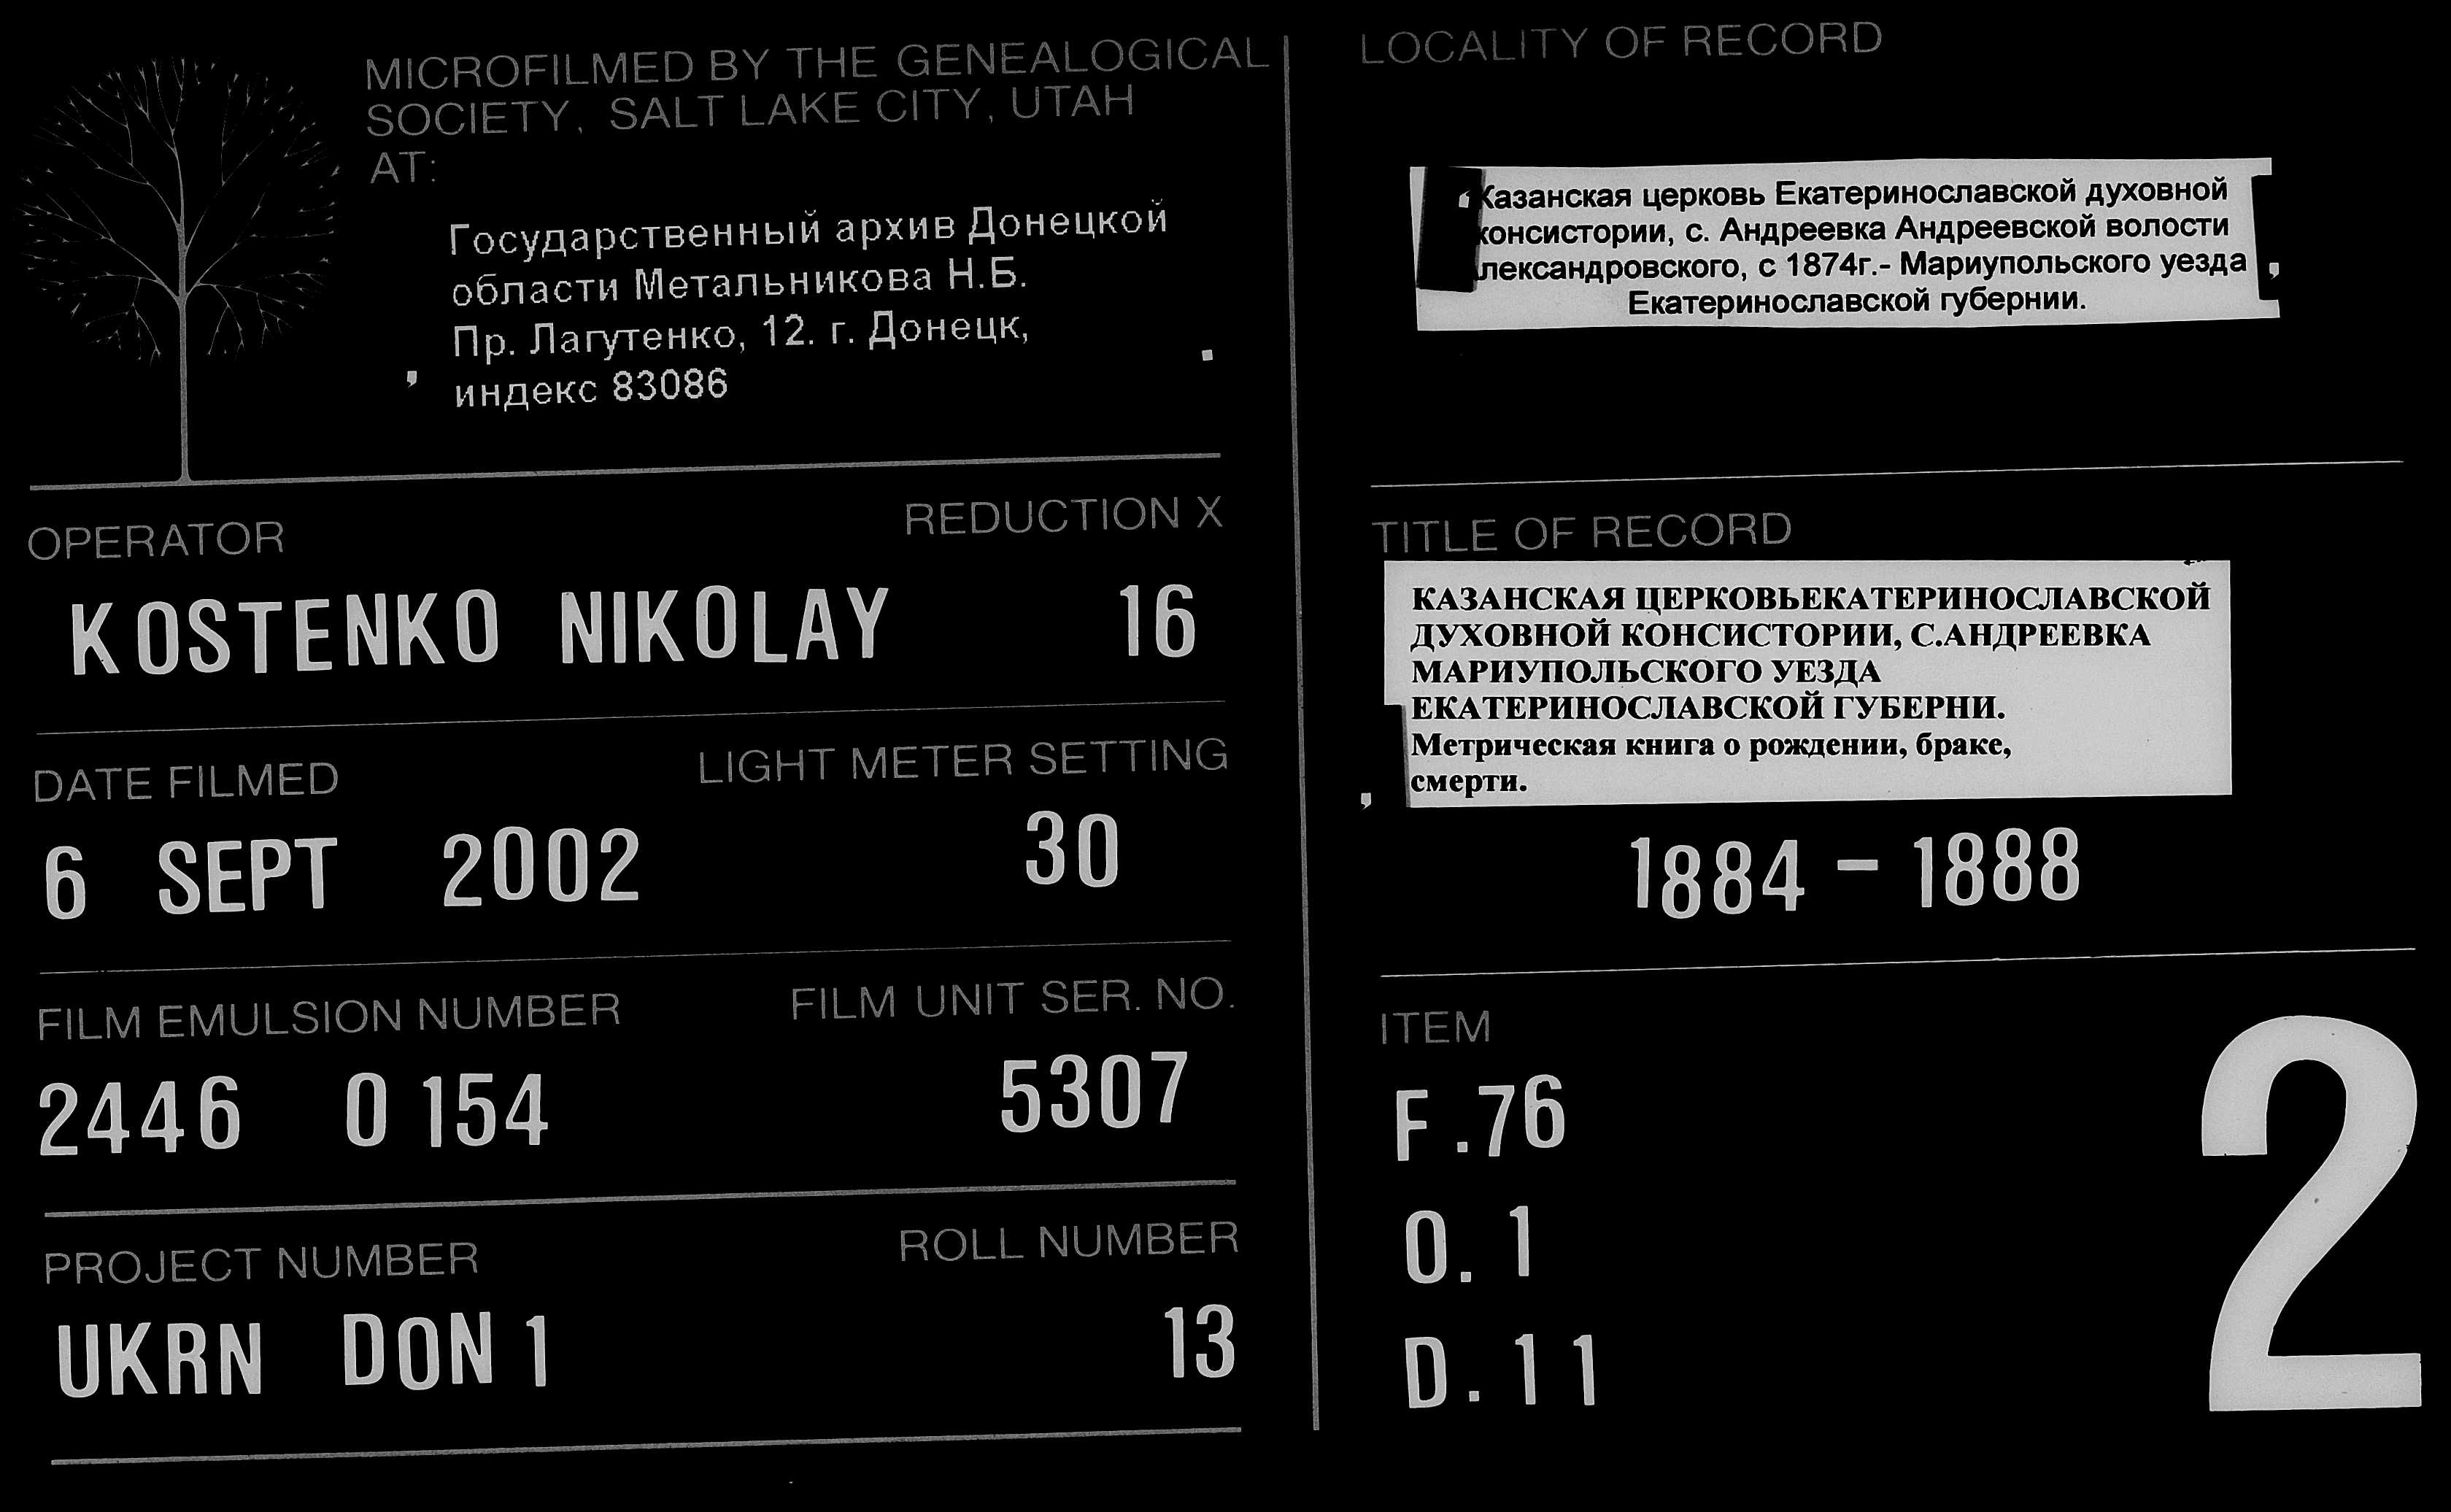 MICROFILMED BY THE GENEALOGICAL
SOCIETY, SALT LAKE CITY, UTAH
AT:
Государственный архив Донецкой
области Метальникова Н.Б.
Пр. Лагутенко, 12. г. Донецк,
индекс 83086
OPERATOR REDUCTION X
KOSTENKO NIKOLAY 16
DATE FILMED LIGHT METER SETTING
6 SEPT 2002 30
FILM EMULSION NUMBER FILM UNIT SER. NO.
2446 0154 5307
PROJECT NUMBER ROLL NUMBER
UKRN DON 1 13
LOCALITY OF RECORD
Казанская церковь Екатеринославской духовной
консистории, с. Андреевка Андреевской волости
лександровского, с 1874г.- Мариупольского уезда
Екатеринославской губернии.
TITLE OF RECORD
КАЗАНСКАЯ ЦЕРКОВЬЕКАТЕРИНОСЛАВСКОЙ
ДУХОВНОЙ КОНСИСТОРИИ, С.АНДРЕЕВКА
МАРИУПОЛЬСКОГО УЕЗДА
ЕКАТЕРИНОСЛАВСКОЙ ГУБЕРНИ.
Метрическая книга о рождении, браке,
смерти.
1884 - 1888
ITEM
F.76
O. 1
D. 11
2